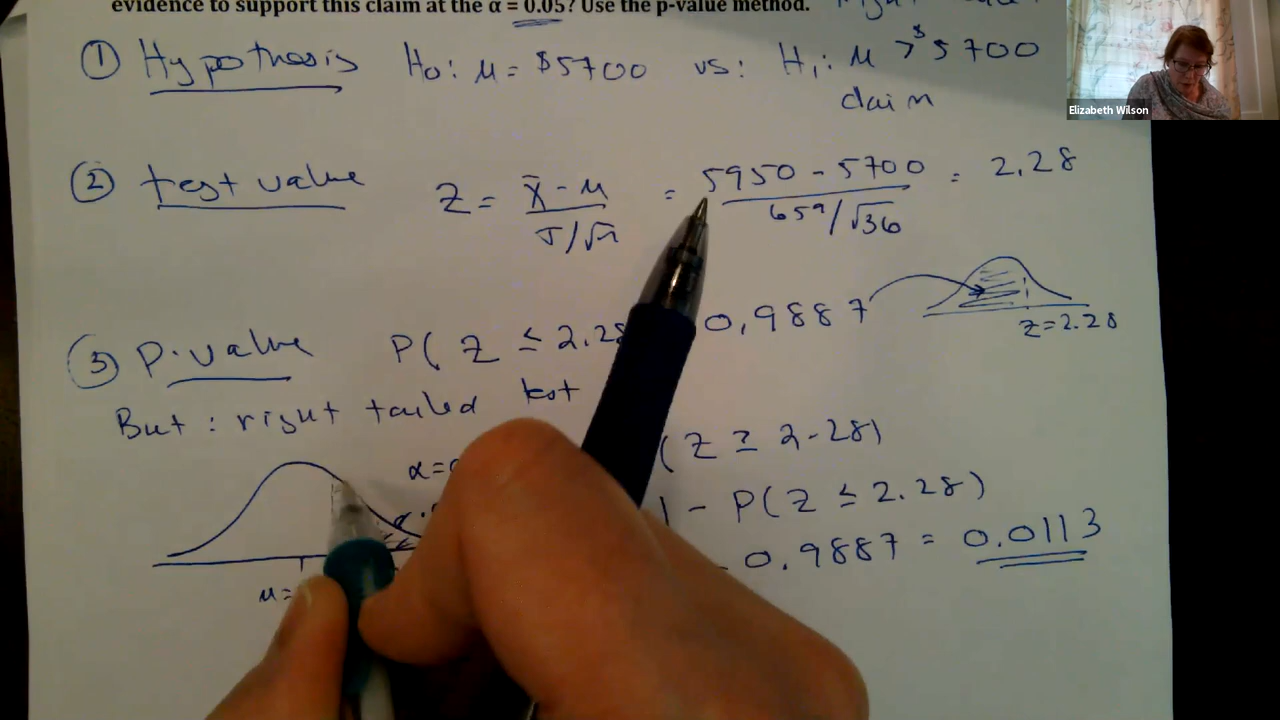 evidence to support this claim at the α = 0.05? Use the p-value method.
① Hypothesis H₀: μ = $5700 vs: H₁: μ > $5700
claim
Elizabeth Wilson
② test value Z = x̄ - μ / σ/√n = 5950 - 5700 / 659/√36 = 2.28
③ P-value P( Z ≤ 2.28 0,9887
Z=2.28
But: right tailed test
α=
(Z ≥ 2.28)
α
1 - P(Z ≤ 2.28)
0.9887 = 0.0113
μ=